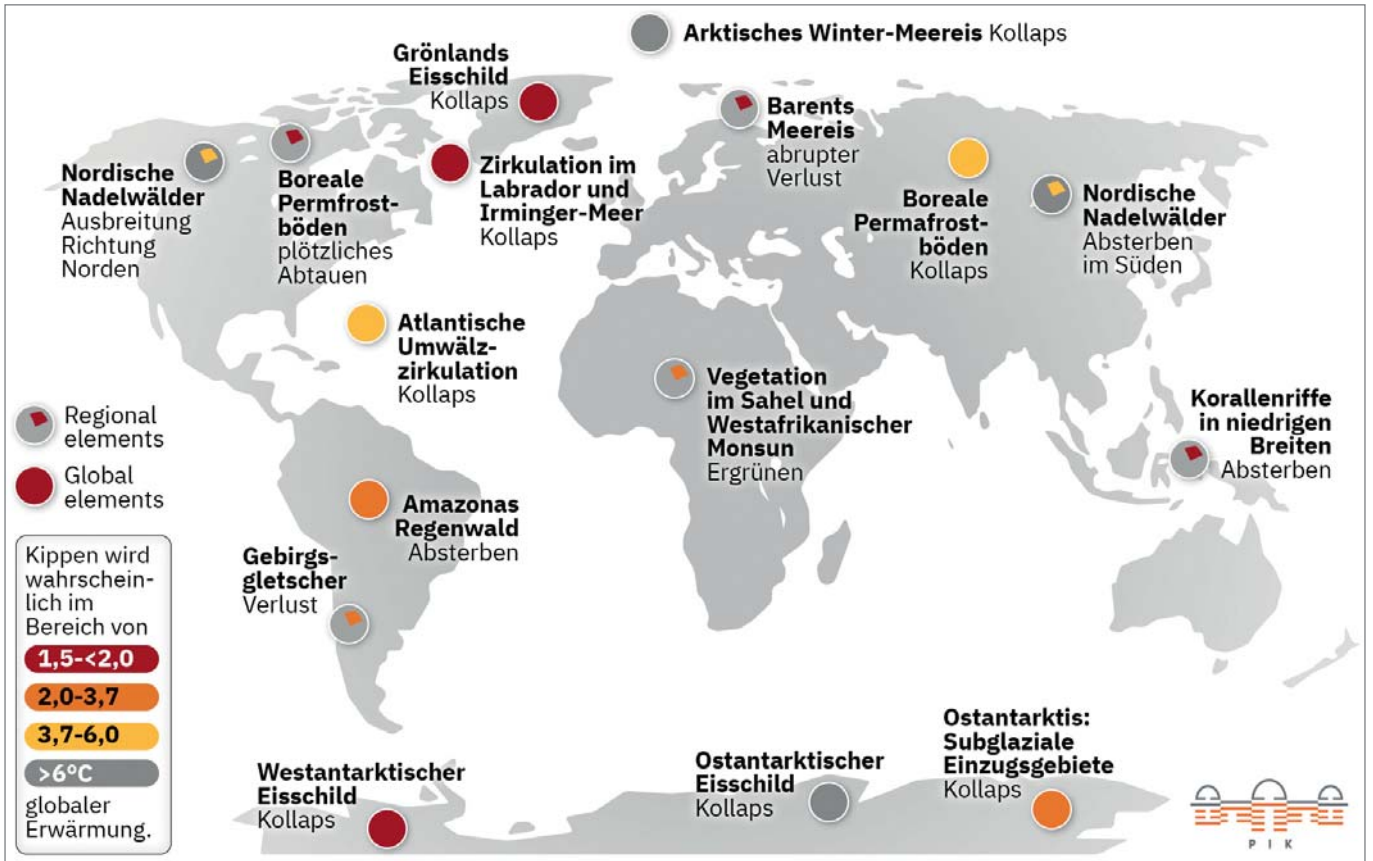 Arktisches Winter-Meereis Kollaps
Grönlands
Eisschild
Kollaps
Barents
Meereis
abrupter
Verlust
Nordische
Nadelwälder
Ausbreitung
Richtung
Norden
Boreale
Permfrost-
böden
plötzliches
Abtauen
Zirkulation im
Labrador und
Irminger-Meer
Kollaps
Boreale
Permafrost-
böden
Kollaps
Nordische
Nadelwälder
Absterben
im Süden
Atlantische
Umwälz-
zirkulation
Kollaps
Vegetation
im Sahel und
Westafrikanischer
Monsun
Ergrünen
Korallenriffe
in niedrigen
Breiten
Absterben
Regional
elements
Global
elements
Amazonas
Regenwald
Absterben
Gebirgs-
gletscher
Verlust
Kippen wird
wahrschein-
lich im
Bereich von
1,5-<2,0
2,0-3,7
3,7-6,0
>6°C
globaler
Erwärmung.
Westantarktischer
Eisschild
Kollaps
Ostantarktischer
Eisschild
Kollaps
Ostantarktis:
Subglaziale
Einzugsgebiete
Kollaps
P I K